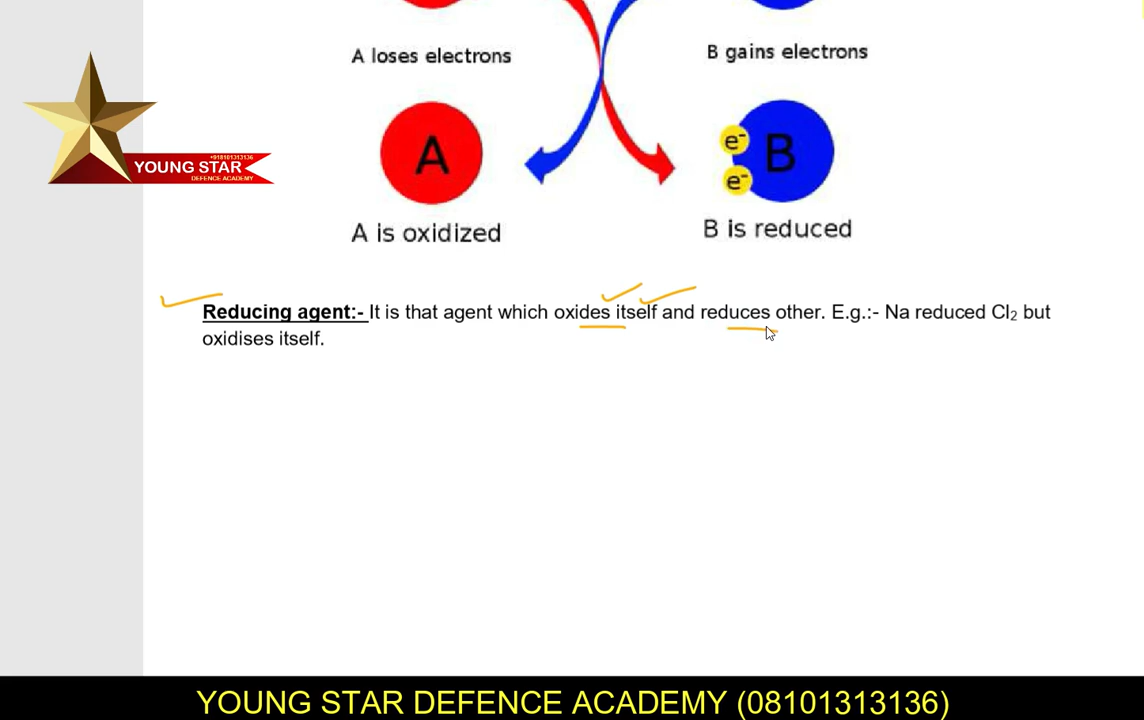 A loses electrons
B gains electrons
+918101313136
YOUNG STAR
DEFENCE ACADEMY
A
e⁻
B
e⁻
A is oxidized
B is reduced
Reducing agent:- It is that agent which oxides itself and reduces other. E.g.:- Na reduced Cl₂ but
oxidises itself.
YOUNG STAR DEFENCE ACADEMY (08101313136)